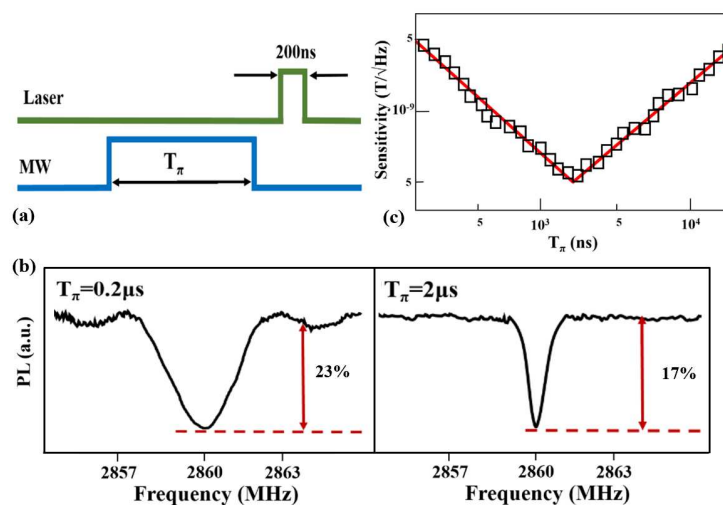 200ns
Laser
MW
Tπ
(a)
Sensitivity (T/√Hz)
5
10⁻⁹
5
5
10³
5
10⁴
Tπ (ns)
(c)
(b)
Tπ=0.2μs
23%
PL (a.u.)
2857
2860
2863
Frequency (MHz)
Tπ=2μs
17%
2857
2860
2863
Frequency (MHz)